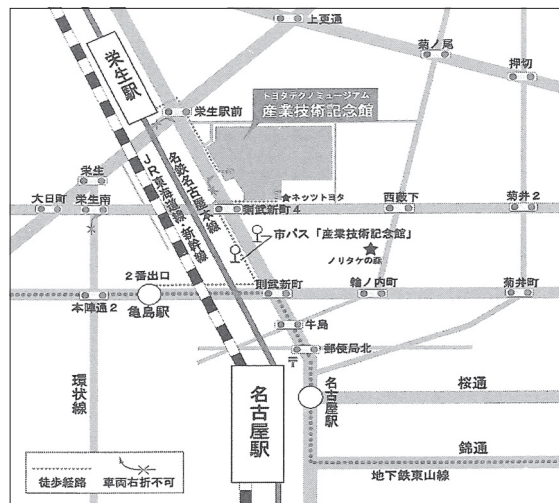 上更通
菊ノ尾
押切
栄生駅
トヨタテクノミュージアム
産業技術記念館
栄生駅前
栄生
名鉄名古屋本線
JR東海道線・新幹線
ネッツトヨタ
大日町
栄生南
則武新町4
西薮下
菊井2
市バス「産業技術記念館」
ノリタケの森
2番出口
本陣通2
亀島駅
則武新町
輪ノ内町
菊井町
牛島
郵便局北
環状線
名古屋駅
名古屋駅
桜通
錦通
地下鉄東山線
徒歩経路
車両右折不可